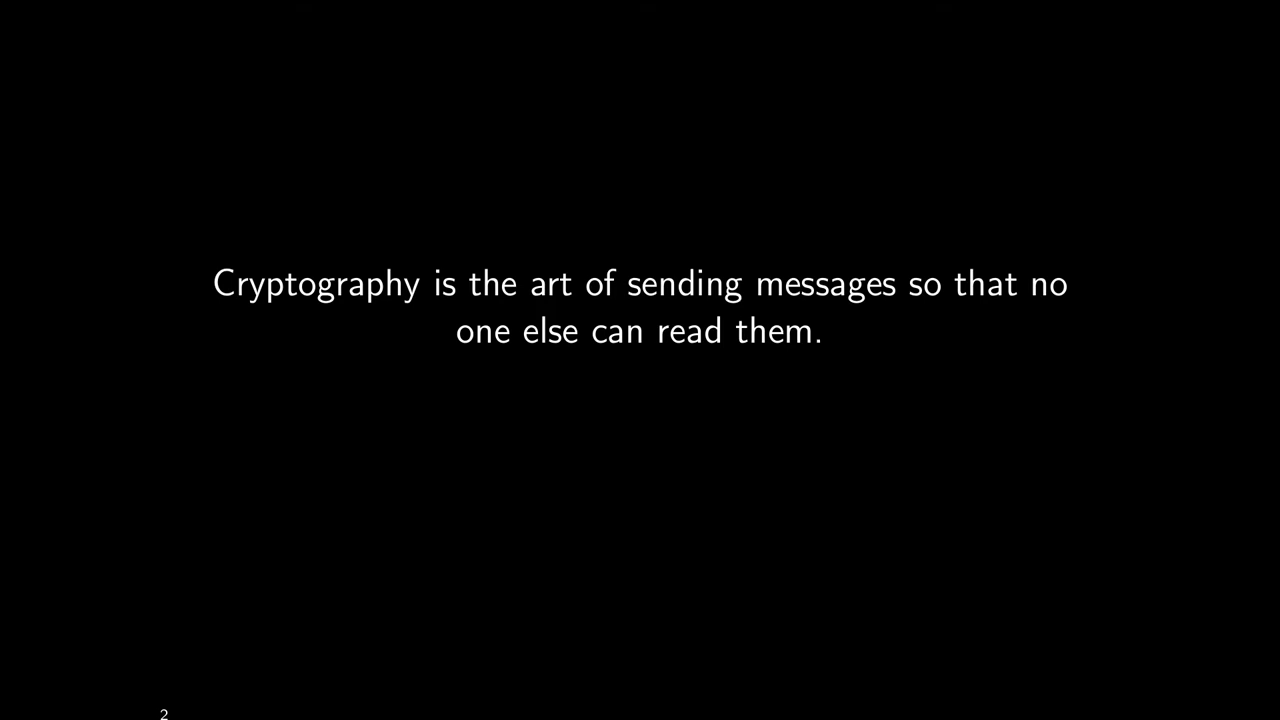 Cryptography is the art of sending messages so that no
one else can read them.
2